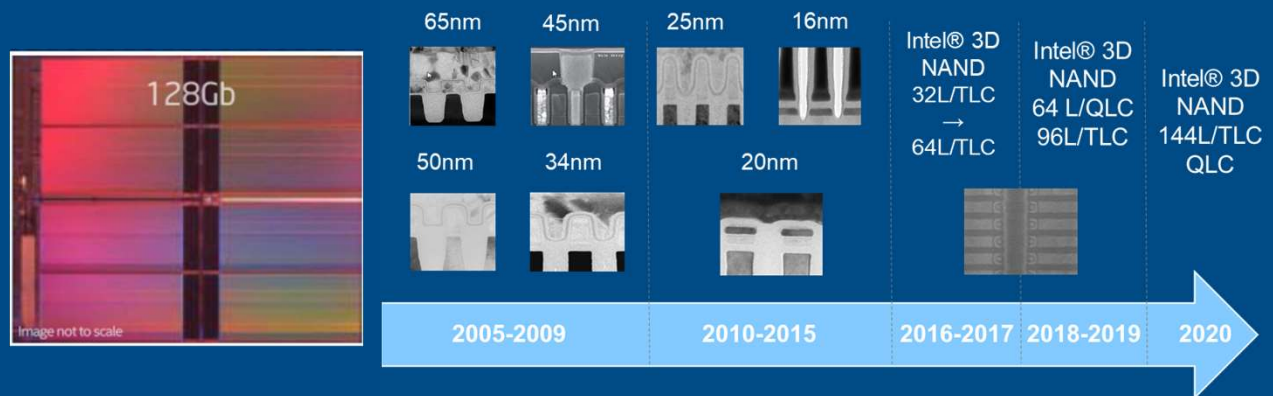 128Gb
Image not to scale
65nm
45nm
25nm
16nm
50nm
34nm
20nm
Intel® 3D
NAND
32L/TLC
→
64L/TLC
Intel® 3D
NAND
64 L/QLC
96L/TLC
Intel® 3D
NAND
144L/TLC
QLC
2005-2009
2010-2015
2016-2017
2018-2019
2020